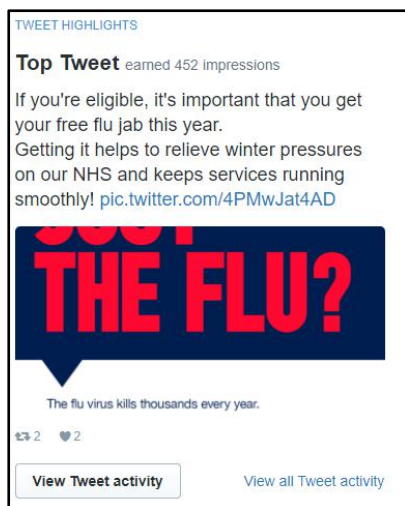 TWEET HIGHLIGHTS
Top Tweet earned 452 impressions
If you're eligible, it's important that you get
your free flu jab this year.
Getting it helps to relieve winter pressures
on our NHS and keeps services running
smoothly! pic.twitter.com/4PMwJat4AD
THE FLU?
The flu virus kills thousands every year.
2 2
View Tweet activity View all Tweet activity